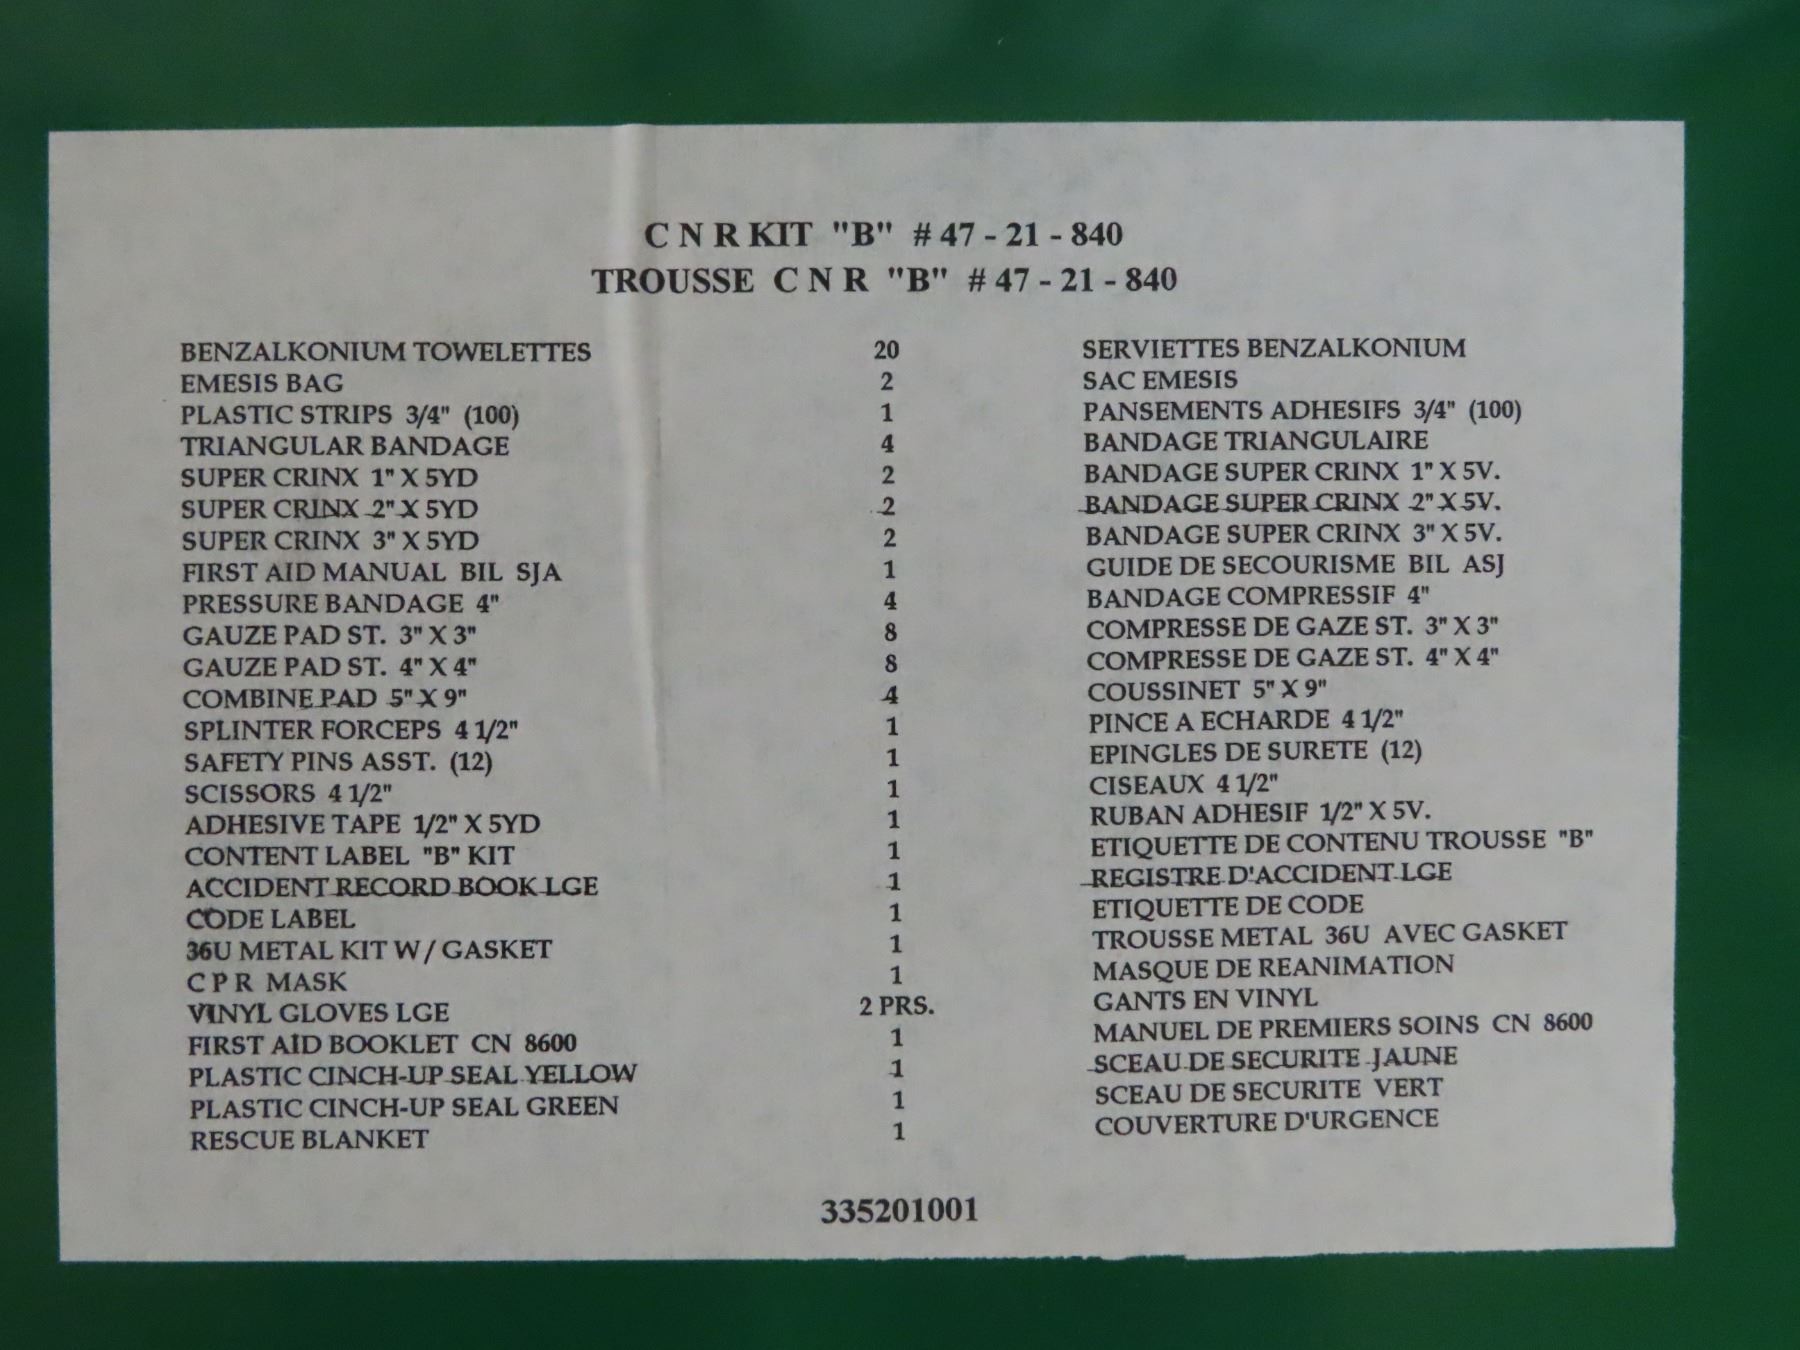 C N R KIT "B" # 47 - 21 - 840
TROUSSE C N R "B" # 47 - 21 - 840
BENZALKONIUM TOWELETTES 20 SERVIETTES BENZALKONIUM
EMESIS BAG 2 SAC EMESIS
PLASTIC STRIPS 3/4" (100) 1 PANSEMENTS ADHESIFS 3/4" (100)
TRIANGULAR BANDAGE 4 BANDAGE TRIANGULAIRE
SUPER CRINX 1" X 5YD 2 BANDAGE SUPER CRINX 1" X 5V.
SUPER CRINX 2" X 5YD 2 BANDAGE SUPER CRINX 2" X 5V.
SUPER CRINX 3" X 5YD 2 BANDAGE SUPER CRINX 3" X 5V.
FIRST AID MANUAL BIL SJA 1 GUIDE DE SECOURISME BIL ASJ
PRESSURE BANDAGE 4" 4 BANDAGE COMPRESSIF 4"
GAUZE PAD ST. 3" X 3" 8 COMPRESSE DE GAZE ST. 3" X 3"
GAUZE PAD ST. 4" X 4" 8 COMPRESSE DE GAZE ST. 4" X 4"
COMBINE PAD 5" X 9" 4 COUSSINET 5" X 9"
SPLINTER FORCEPS 4 1/2" 1 PINCE A ECHARDE 4 1/2"
SAFETY PINS ASST. (12) 1 EPINGLES DE SURETE (12)
SCISSORS 4 1/2" 1 CISEAUX 4 1/2"
ADHESIVE TAPE 1/2" X 5YD 1 RUBAN ADHESIF 1/2" X 5V.
CONTENT LABEL "B" KIT 1 ETIQUETTE DE CONTENU TROUSSE "B"
ACCIDENT RECORD BOOK LGE 1 REGISTRE D'ACCIDENT LGE
CODE LABEL 1 ETIQUETTE DE CODE
36U METAL KIT W / GASKET 1 TROUSSE METAL 36U AVEC GASKET
C P R MASK 1 MASQUE DE REANIMATION
VINYL GLOVES LGE 2 PRS. GANTS EN VINYL
FIRST AID BOOKLET CN 8600 1 MANUEL DE PREMIERS SOINS CN 8600
PLASTIC CINCH-UP SEAL YELLOW 1 SCEAU DE SECURITE JAUNE
PLASTIC CINCH-UP SEAL GREEN 1 SCEAU DE SECURITE VERT
RESCUE BLANKET 1 COUVERTURE D'URGENCE
335201001